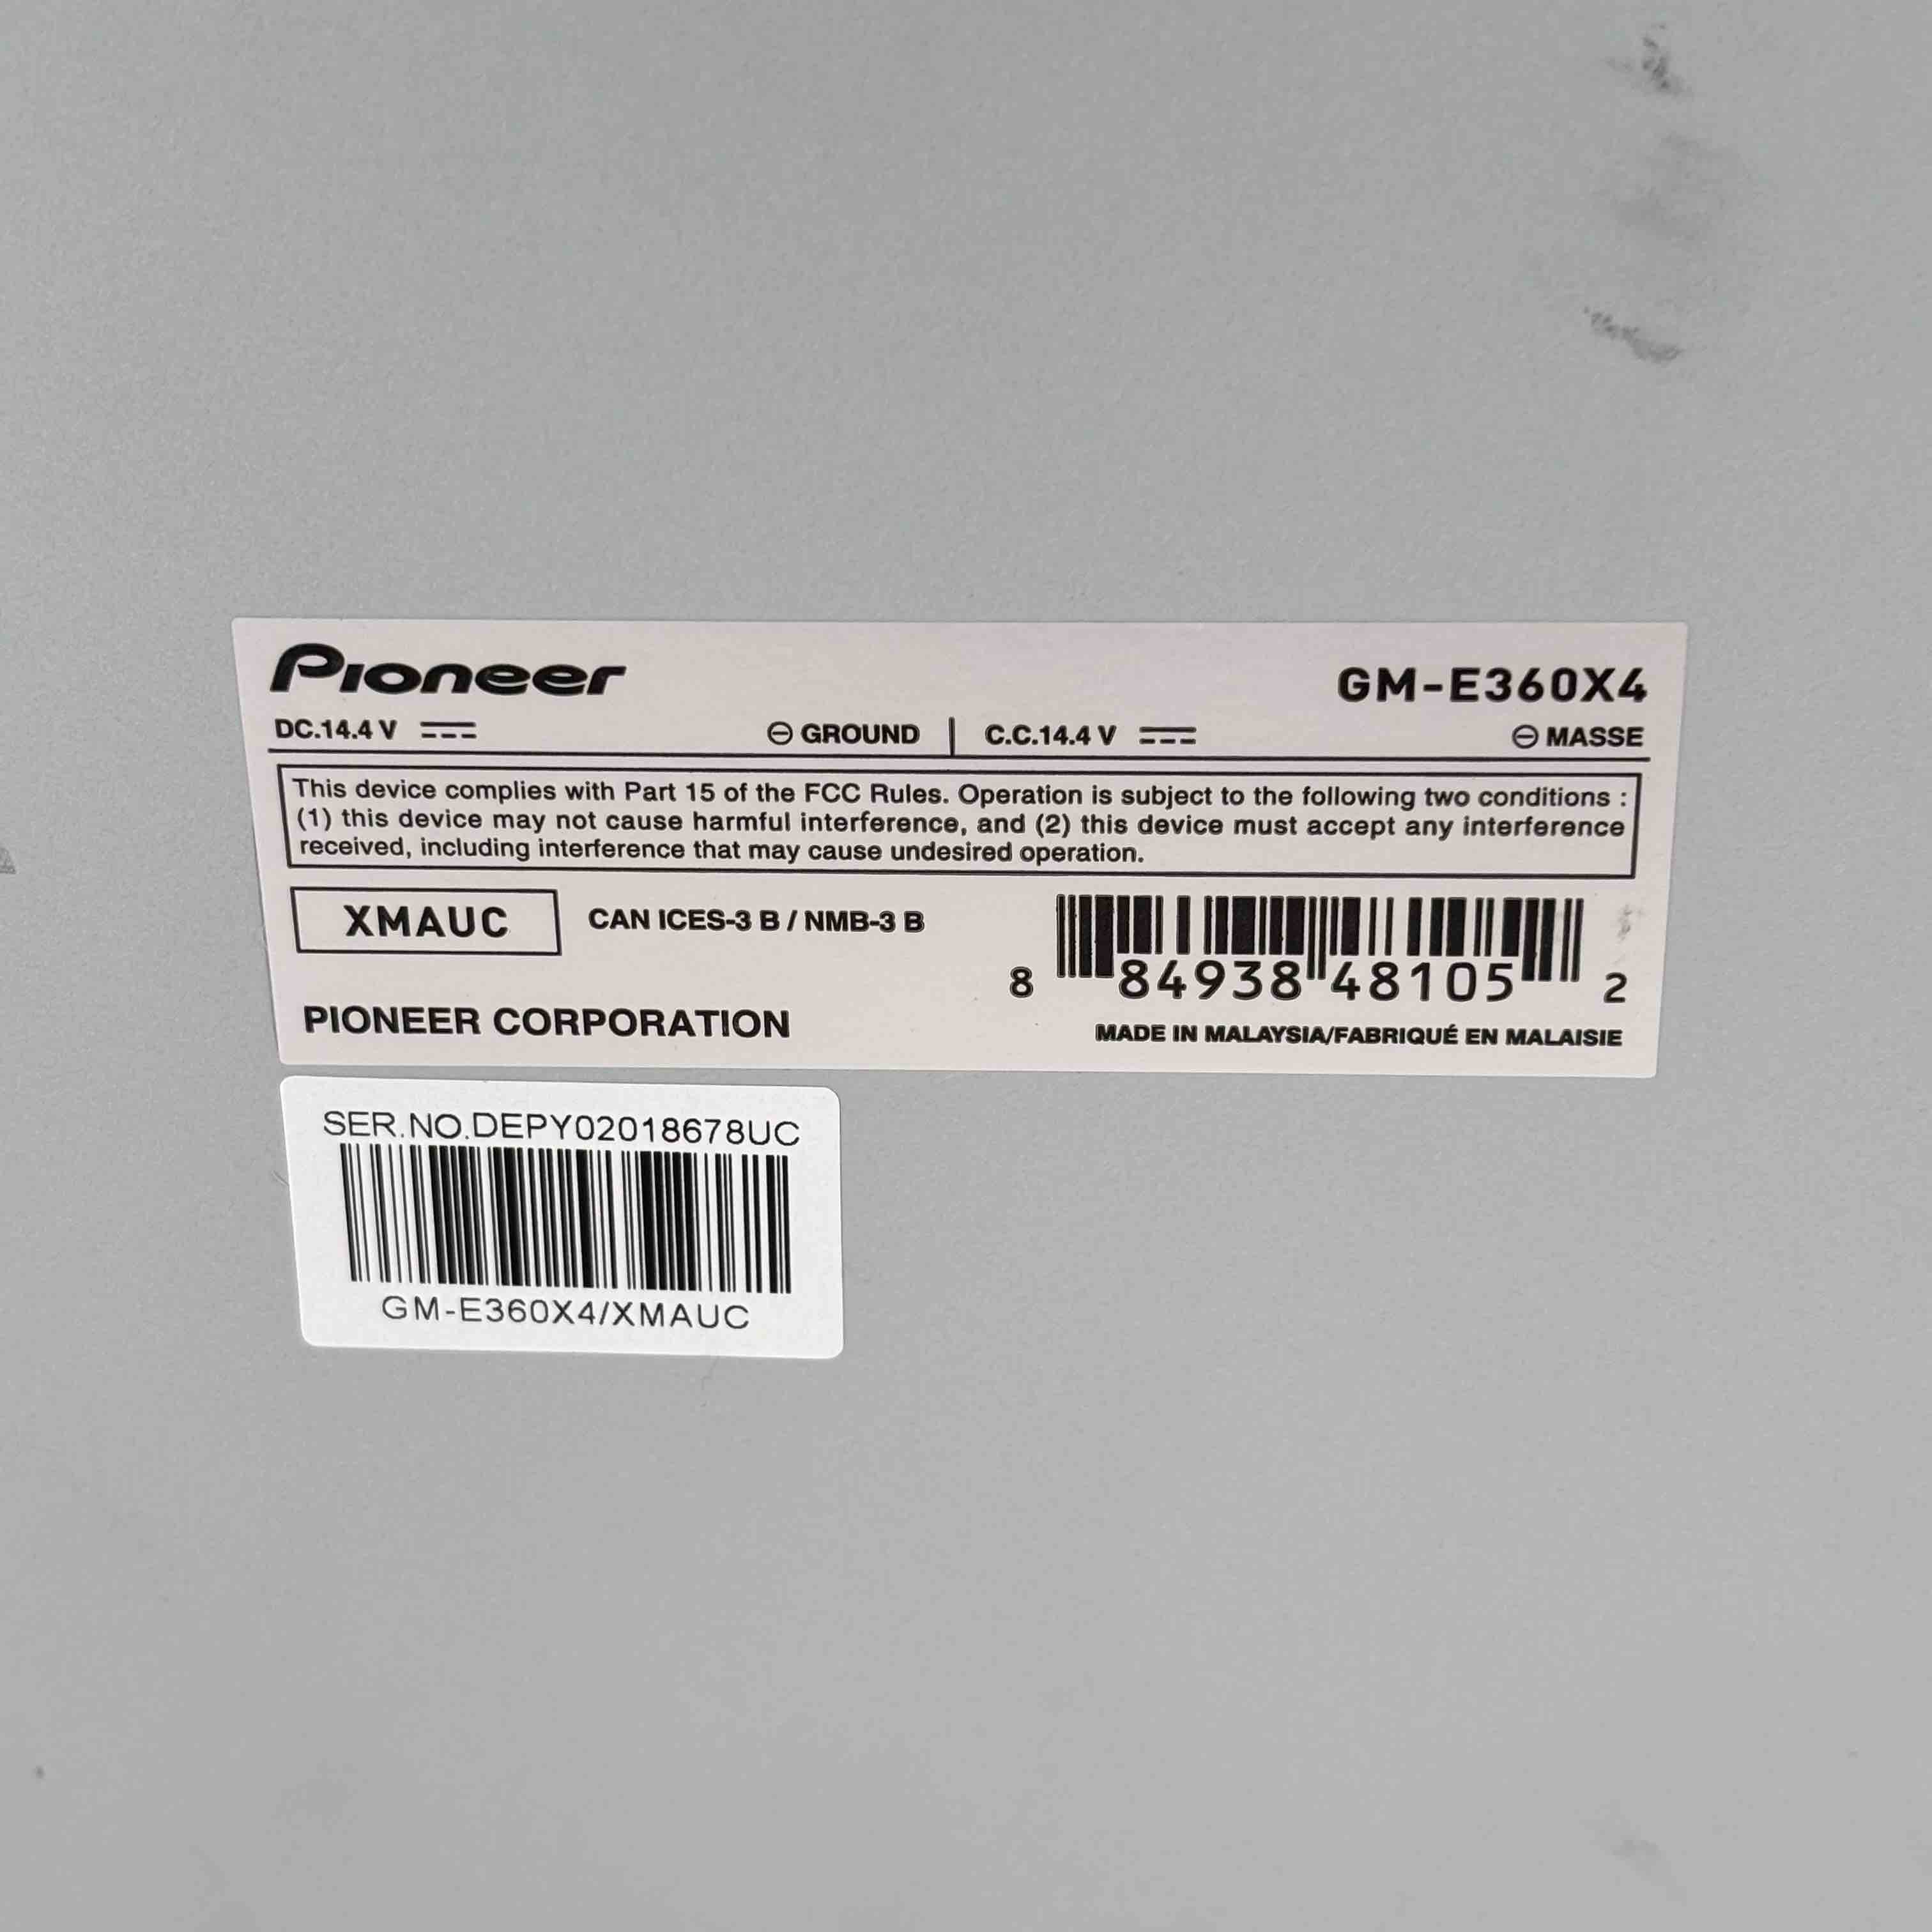 Pioneer GM-E360X4
DC.14.4 V ⊖ GROUND | C.C.14.4 V ⊖ MASSE
This device complies with Part 15 of the FCC Rules. Operation is subject to the following two conditions :
(1) this device may not cause harmful interference, and (2) this device must accept any interference
received, including interference that may cause undesired operation.
XMAUC CAN ICES-3 B / NMB-3 B
8 84938 48105 2
PIONEER CORPORATION
MADE IN MALAYSIA/FABRIQUÉ EN MALAISIE
SER.NO.DEPY02018678UC
GM-E360X4/XMAUC